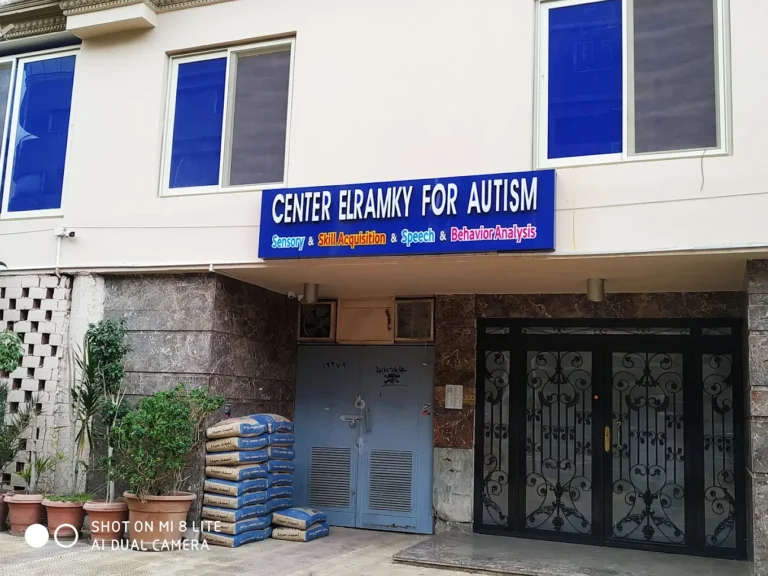 CENTER ELRAMKY FOR AUTISM
Sensory & Skill Acquisition & Speech & Behavior Analysis
SHOT ON MI 8 LITE
AI DUAL CAMERA